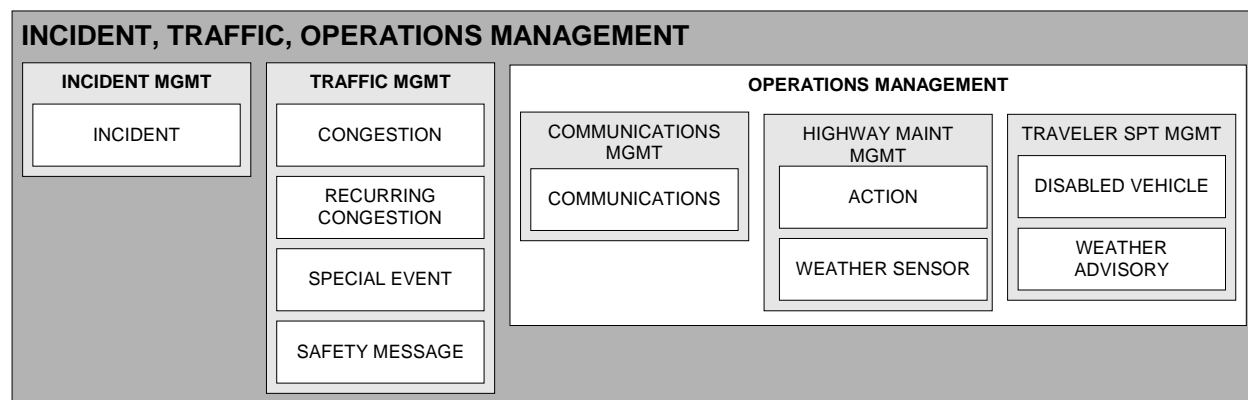 INCIDENT, TRAFFIC, OPERATIONS MANAGEMENT
INCIDENT MGMT
INCIDENT
TRAFFIC MGMT
CONGESTION
RECURRING
CONGESTION
SPECIAL EVENT
SAFETY MESSAGE
OPERATIONS MANAGEMENT
COMMUNICATIONS
MGMT
COMMUNICATIONS
HIGHWAY MAINT
MGMT
ACTION
WEATHER SENSOR
TRAVELER SPT MGMT
DISABLED VEHICLE
WEATHER
ADVISORY